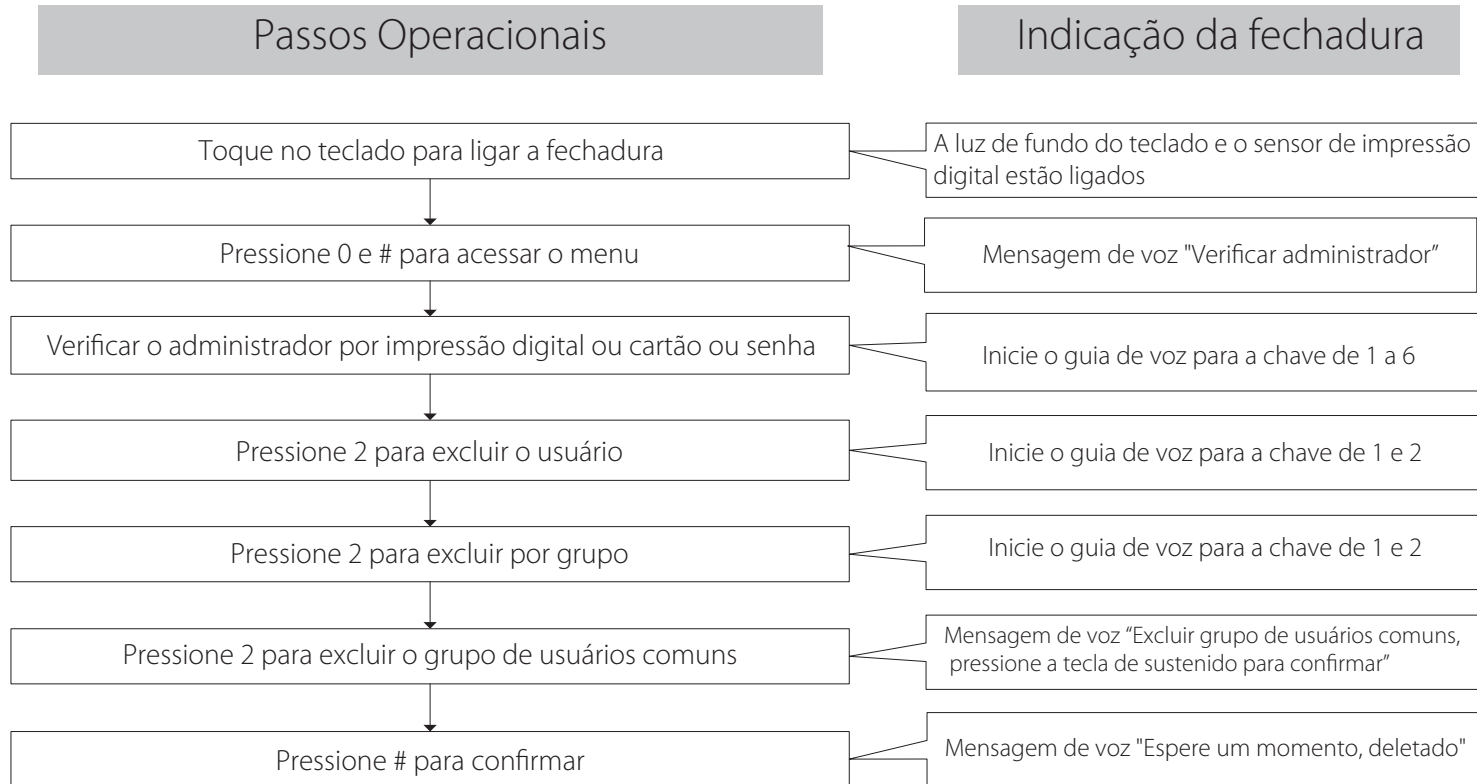 Passos Operacionais
Indicação da fechadura
Toque no teclado para ligar a fechadura
A luz de fundo do teclado e o sensor de impressão
digital estão ligados
Pressione 0 e # para acessar o menu
Mensagem de voz "Verificar administrador”
Verificar o administrador por impressão digital ou cartão ou senha
Inicie o guia de voz para a chave de 1 a 6
Pressione 2 para excluir o usuário
Inicie o guia de voz para a chave de 1 e 2
Pressione 2 para excluir por grupo
Inicie o guia de voz para a chave de 1 e 2
Pressione 2 para excluir o grupo de usuários comuns
Mensagem de voz “Excluir grupo de usuários comuns,
pressione a tecla de sustenido para confirmar”
Pressione # para confirmar
Mensagem de voz "Espere um momento, deletado"